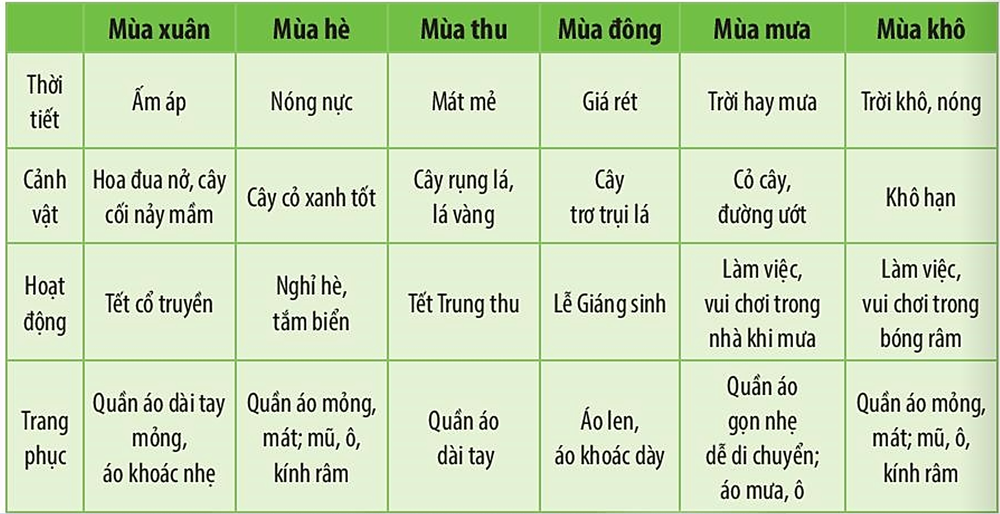 Mùa xuân Mùa hè Mùa thu Mùa đông Mùa mưa Mùa khô
Thời
tiết
Ấm áp
Nóng nực
Mát mẻ
Giá rét
Trời hay mưa
Trời khô, nóng
Cảnh
vật
Hoa đua nở, cây
cối nảy mầm
Cây cỏ xanh tốt
Cây rụng lá,
lá vàng
Cây
trơ trụi lá
Cỏ cây,
đường ướt
Khô hạn
Hoạt
động
Tết cổ truyền
Nghỉ hè,
tắm biển
Tết Trung thu
Lễ Giáng sinh
Làm việc,
vui chơi trong
nhà khi mưa
Làm việc,
vui chơi trong
bóng râm
Trang
phục
Quần áo dài tay
mỏng,
áo khoác nhẹ
Quần áo mỏng,
mát; mũ, ô,
kính râm
Quần áo
dài tay
Áo len,
áo khoác dày
Quần áo
gọn nhẹ
dễ di chuyển;
áo mưa, ô
Quần áo mỏng,
mát; mũ, ô,
kính râm